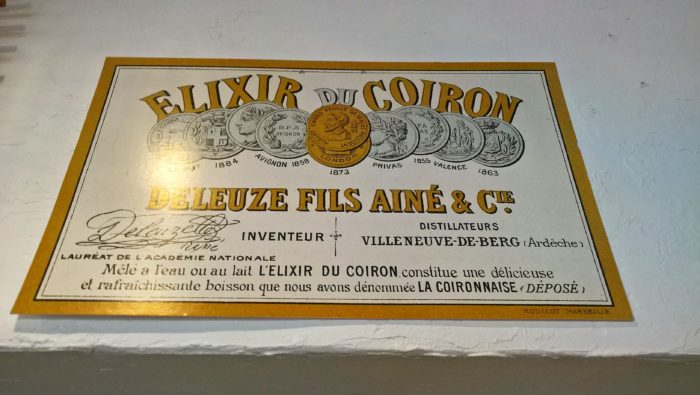 ELIXIR DU COIRON
1884
AVIGNON 1858
1873
LONDON
PRIVAS
1855 VALENCE
1863
DELEUZE FILS AINÉ & CIE.
Deleuze
INVENTEUR
DISTILLATEURS
VILLENEUVE-DE-BERG (Ardèche)
LAURÉAT DE L'ACADÉMIE NATIONALE
Mêlé a l'eau ou au lait L'ELIXIR DU COIRON, constitue une délicieuse
et rafraîchissante boisson que nous avons dénommée LA COIRONNAISE (DÉPOSÉ)
MOULLOT MARSEILLE